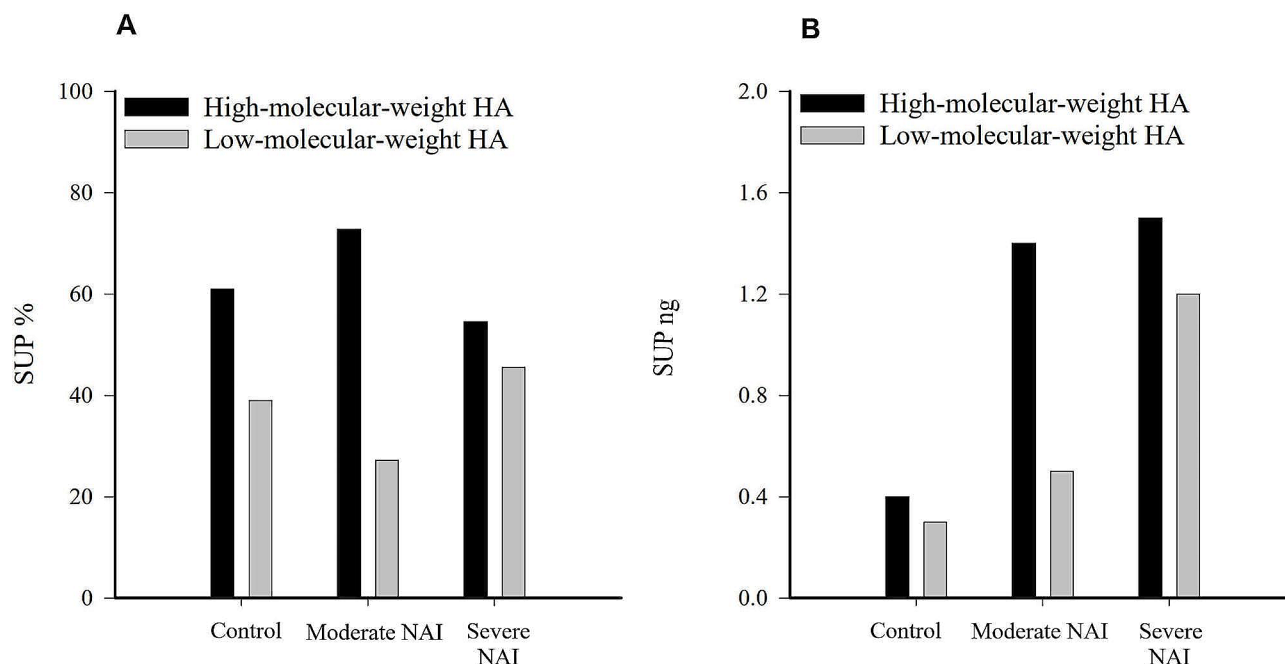 A
100
80
60
40
20
0
SUP %
High-molecular-weight HA
Low-molecular-weight HA
Control
Moderate NAI
Severe
NAI
B
2.0
1.6
1.2
0.8
0.4
0.0
SUP ng
High-molecular-weight HA
Low-molecular-weight HA
Control
Moderate NAI
Severe
NAI